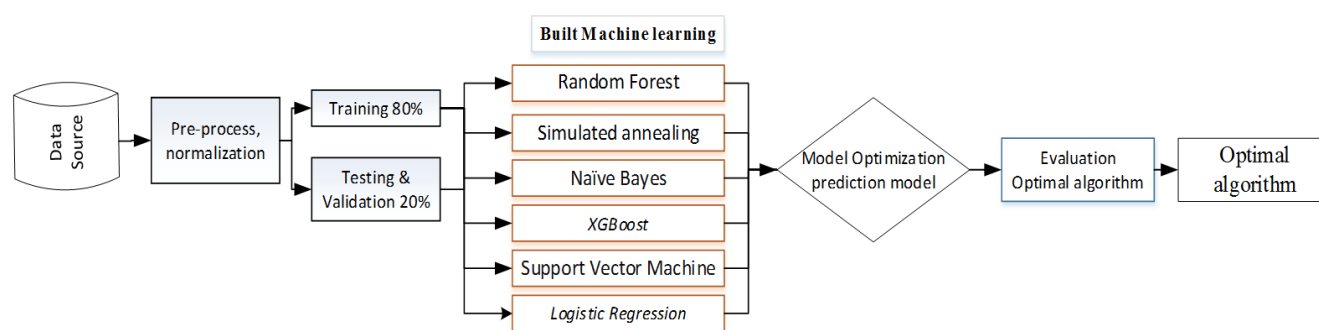 Built Machine learning
Data
Source
Pre-process,
normalization
Training 80%
Testing &
Validation 20%
Random Forest
Simulated annealing
Naïve Bayes
XGBoost
Support Vector Machine
Logistic Regression
Model Optimization
prediction model
Evaluation
Optimal algorithm
Optimal
algorithm